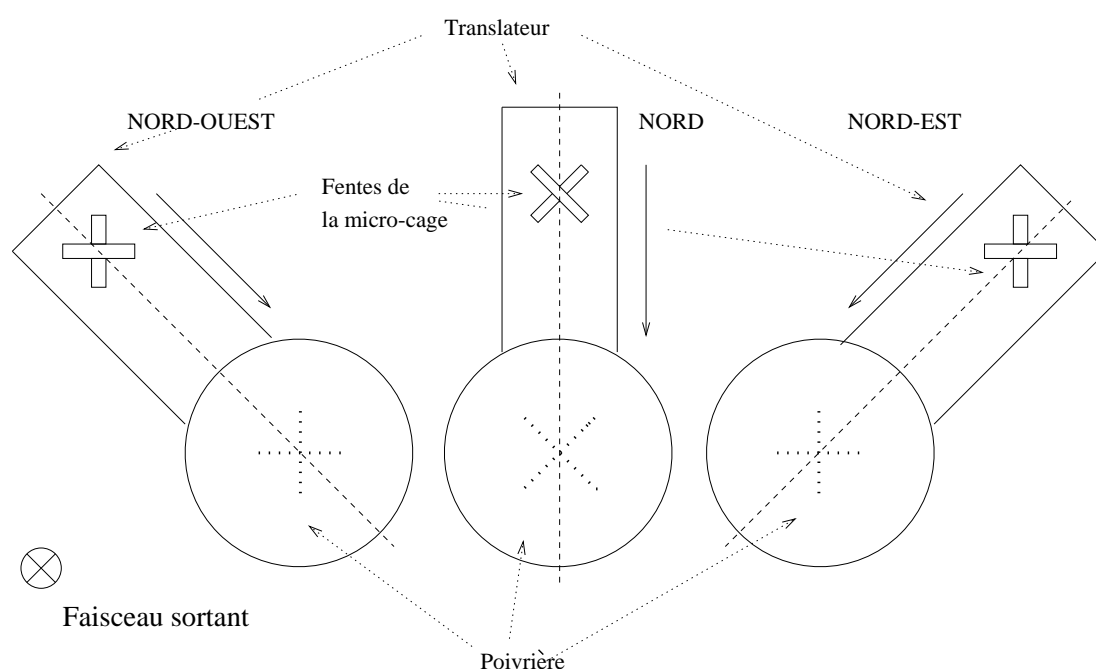 Translateur
NORD-OUEST
NORD
NORD-EST
Fentes de
la micro-cage
Faisceau sortant
Poivrière